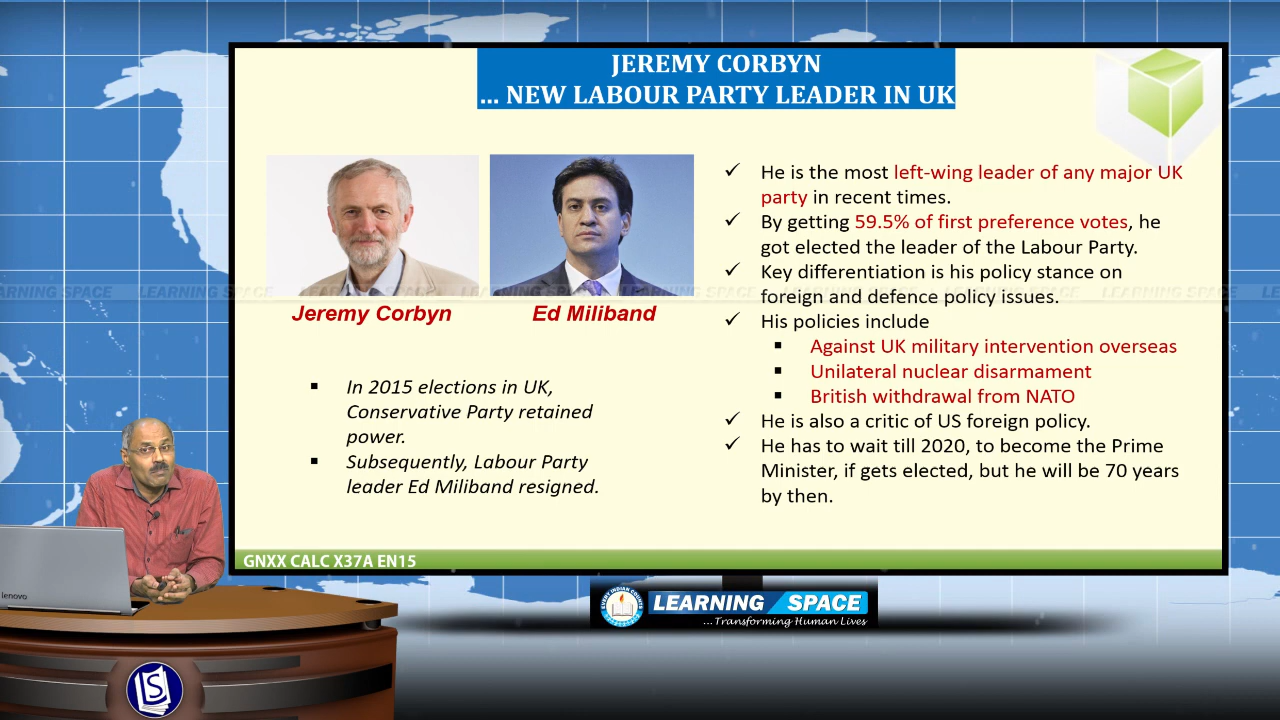 JEREMY CORBYN
... NEW LABOUR PARTY LEADER IN UK
Jeremy Corbyn
Ed Miliband
In 2015 elections in UK,
Conservative Party retained
power.
Subsequently, Labour Party
leader Ed Miliband resigned.
He is the most left-wing leader of any major UK
party in recent times.
By getting 59.5% of first preference votes, he
got elected the leader of the Labour Party.
Key differentiation is his policy stance on
foreign and defence policy issues.
His policies include
Against UK military intervention overseas
Unilateral nuclear disarmament
British withdrawal from NATO
He is also a critic of US foreign policy.
He has to wait till 2020, to become the Prime
Minister, if gets elected, but he will be 70 years
by then.
GNXX CALC X37A EN15
lenovo
EVERY INDIAN COUNTS
LEARNING SPACE
...Transforming Human Lives
LS